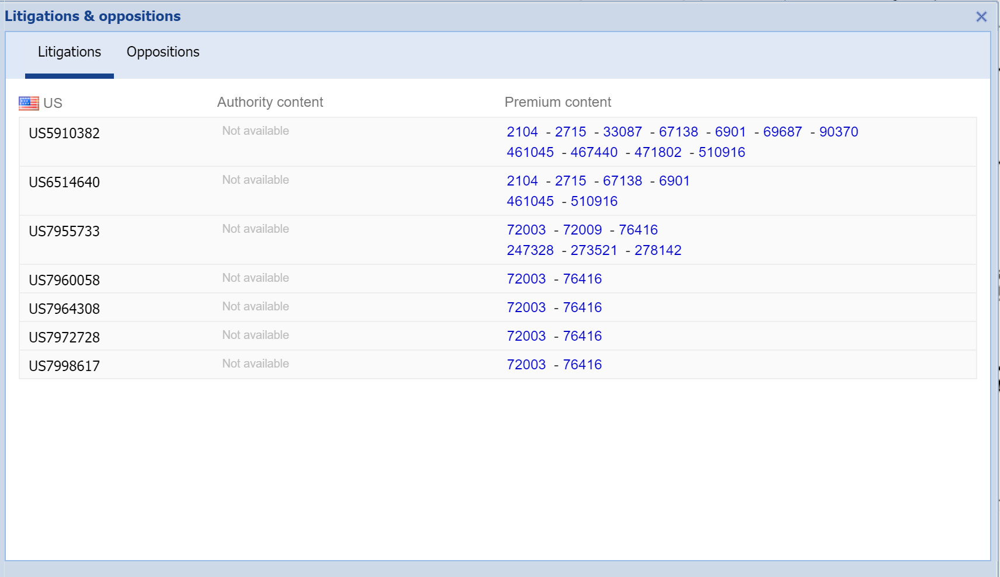 Litigations & oppositions
Litigations Oppositions
US Authority content Premium content
US5910382 Not available 2104 - 2715 - 33087 - 67138 - 6901 - 69687 - 90370
461045 - 467440 - 471802 - 510916
US6514640 Not available 2104 - 2715 - 67138 - 6901
461045 - 510916
US7955733 Not available 72003 - 72009 - 76416
247328 - 273521 - 278142
US7960058 Not available 72003 - 76416
US7964308 Not available 72003 - 76416
US7972728 Not available 72003 - 76416
US7998617 Not available 72003 - 76416